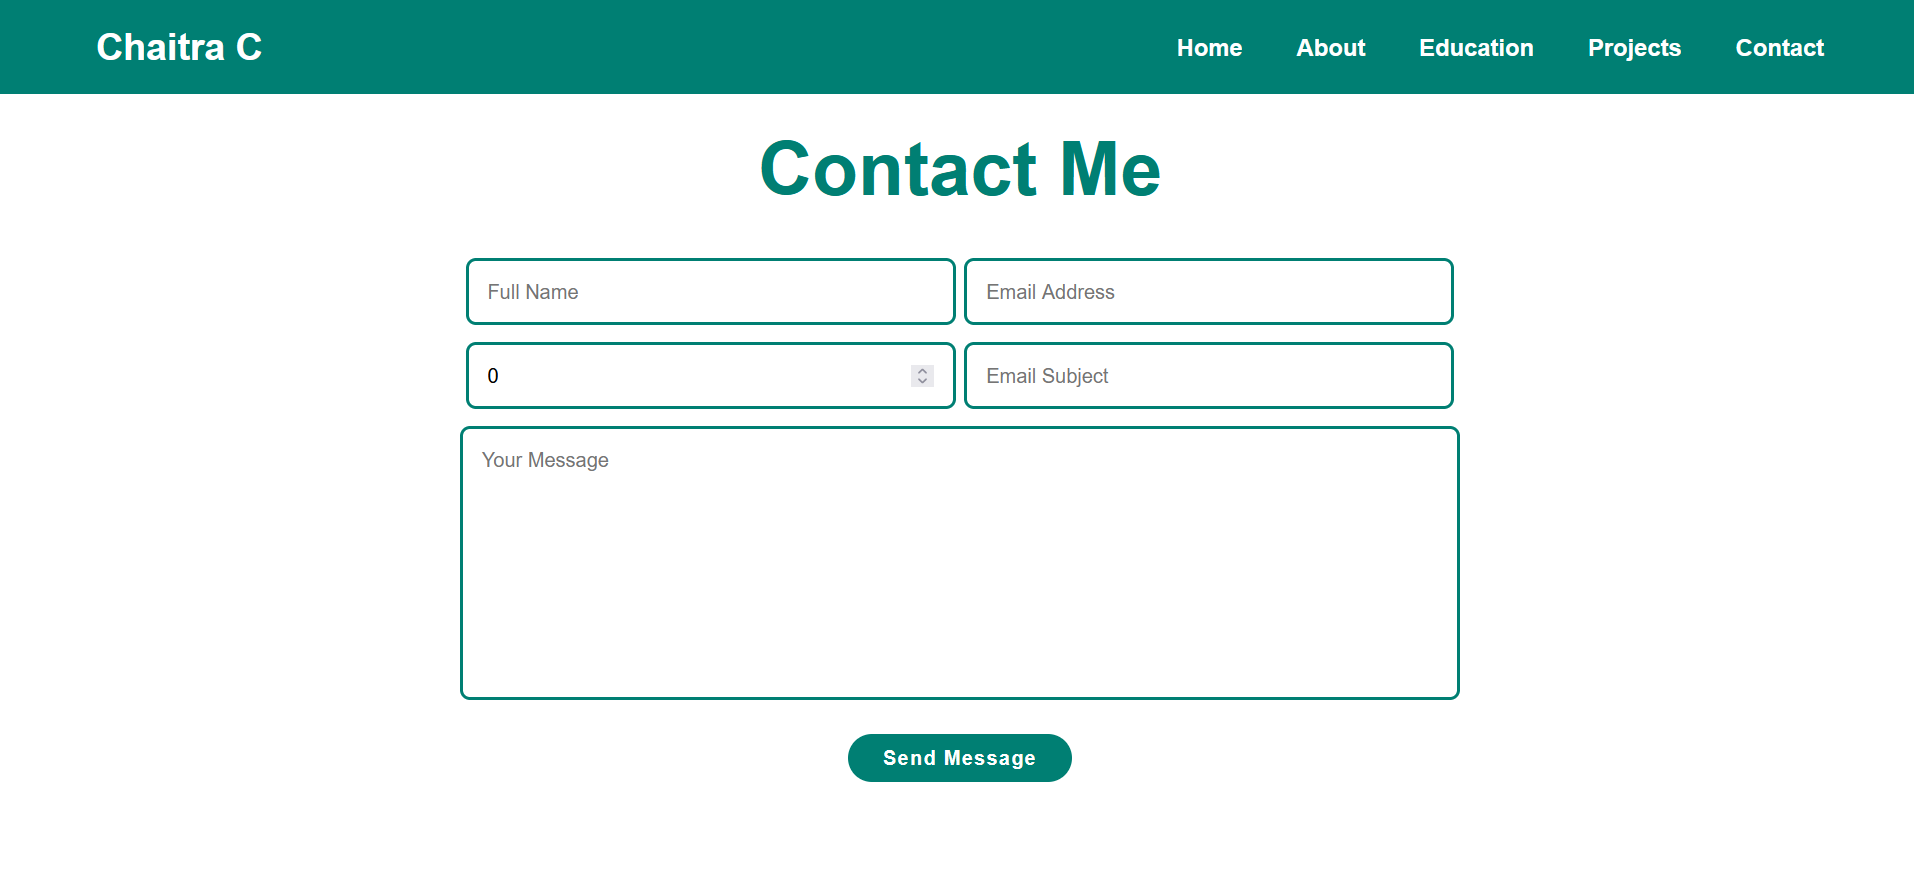 Chaitra C Home About Education Projects Contact
Contact Me
Full Name Email Address
0 Email Subject
Your Message
Send Message